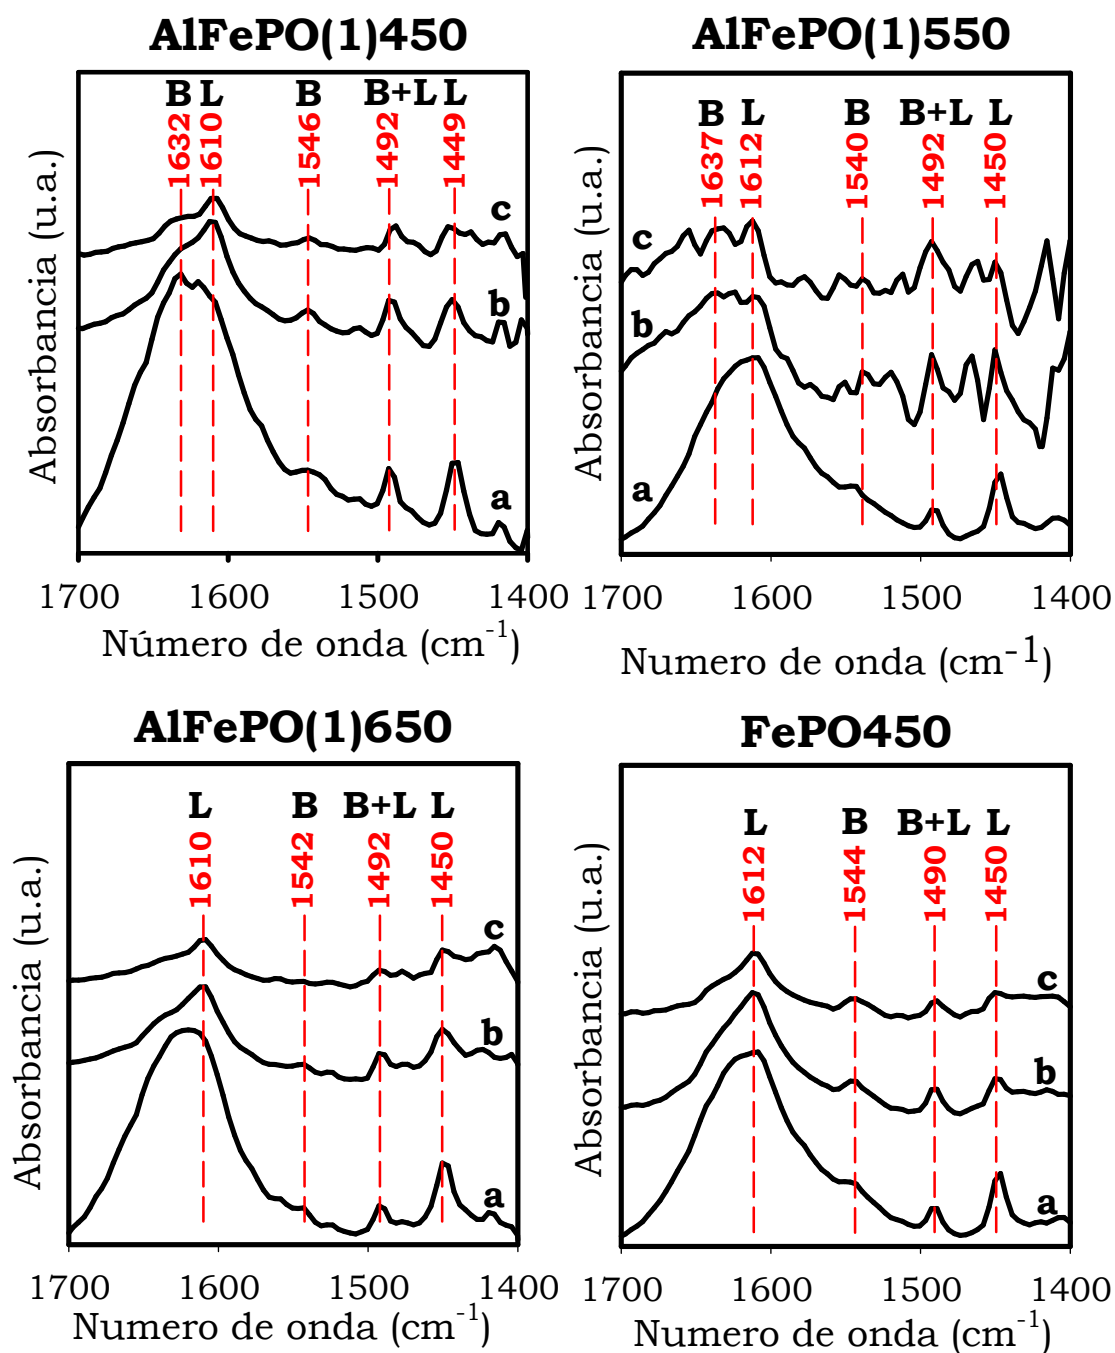 AlFePO(1)450
B L B B+L L
1632 1610 1546 1492 1449
c
b
a
Absorbancia (u.a.)
1700 1600 1500 1400
Número de onda (cm-1)
AlFePO(1)550
B L B B+L L
1637 1612 1540 1492 1450
c
b
a
Absorbancia (u.a.)
1700 1600 1500 1400
Numero de onda (cm-1)
AlFePO(1)650
L B B+L L
1610 1542 1492 1450
c
b
a
Absorbancia (u.a.)
1700 1600 1500 1400
Numero de onda (cm-1)
FePO450
L B B+L L
1612 1544 1490 1450
c
b
a
Absorbancia (u.a.)
1700 1600 1500 1400
Numero de onda (cm-1)